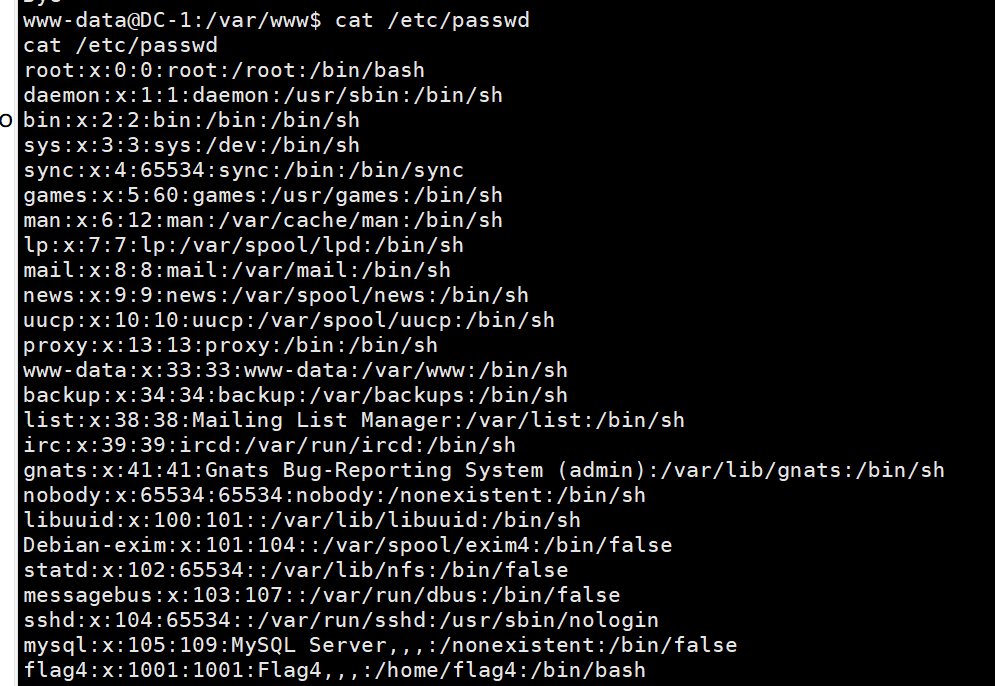 www-data@DC-1:/var/www$ cat /etc/passwd
cat /etc/passwd
root:x:0:0:root:/root:/bin/bash
daemon:x:1:1:daemon:/usr/sbin:/bin/sh
bin:x:2:2:bin:/bin:/bin/sh
sys:x:3:3:sys:/dev:/bin/sh
sync:x:4:65534:sync:/bin:/bin/sync
games:x:5:60:games:/usr/games:/bin/sh
man:x:6:12:man:/var/cache/man:/bin/sh
lp:x:7:7:lp:/var/spool/lpd:/bin/sh
mail:x:8:8:mail:/var/mail:/bin/sh
news:x:9:9:news:/var/spool/news:/bin/sh
uucp:x:10:10:uucp:/var/spool/uucp:/bin/sh
proxy:x:13:13:proxy:/bin:/bin/sh
www-data:x:33:33:www-data:/var/www:/bin/sh
backup:x:34:34:backup:/var/backups:/bin/sh
list:x:38:38:Mailing List Manager:/var/list:/bin/sh
irc:x:39:39:ircd:/var/run/ircd:/bin/sh
gnats:x:41:41:Gnats Bug-Reporting System (admin):/var/lib/gnats:/bin/sh
nobody:x:65534:65534:nobody:/nonexistent:/bin/sh
libuuid:x:100:101::/var/lib/libuuid:/bin/sh
Debian-exim:x:101:104::/var/spool/exim4:/bin/false
statd:x:102:65534::/var/lib/nfs:/bin/false
messagebus:x:103:107::/var/run/dbus:/bin/false
sshd:x:104:65534::/var/run/sshd:/usr/sbin/nologin
mysql:x:105:109:MySQL Server,,,:/nonexistent:/bin/false
flag4:x:1001:1001:Flag4,,,:/home/flag4:/bin/bash